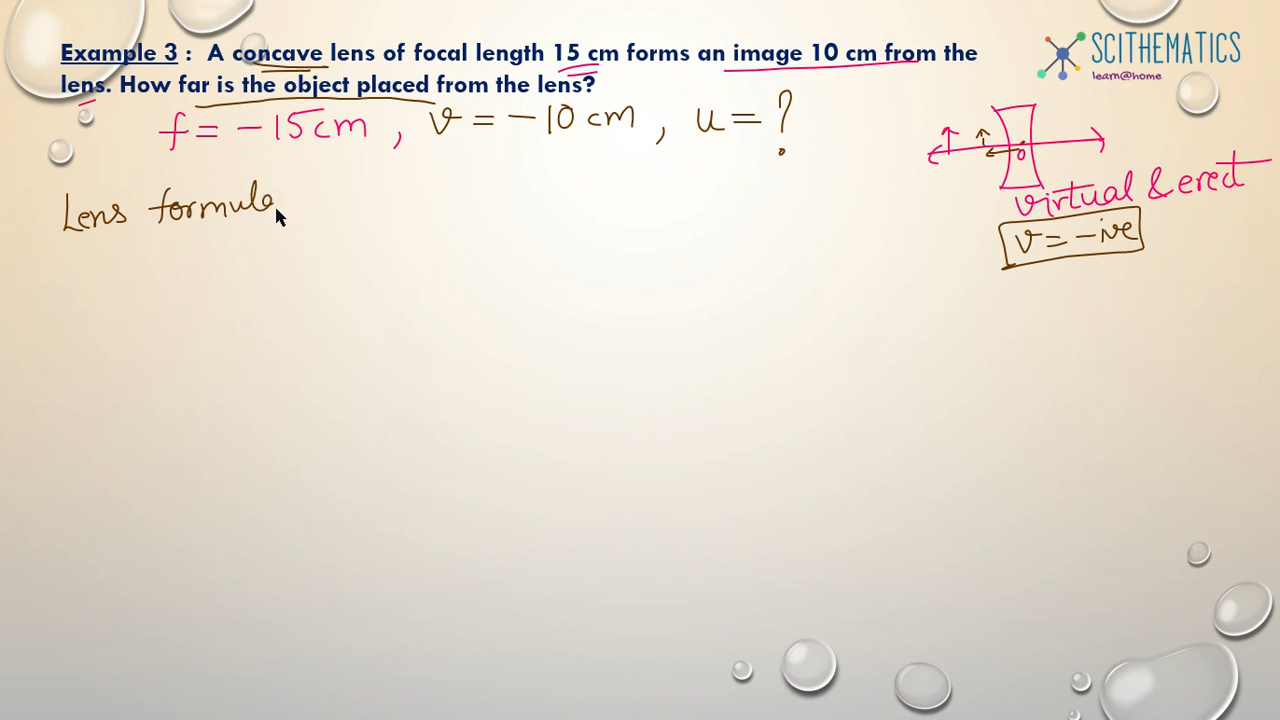 Example 3 : A concave lens of focal length 15 cm forms an image 10 cm from the
lens. How far is the object placed from the lens?
SCITHEMATICS
learn@home
f = -15cm , v = -10 cm , u = ?
O
virtual & erect
v = -ive
Lens formula